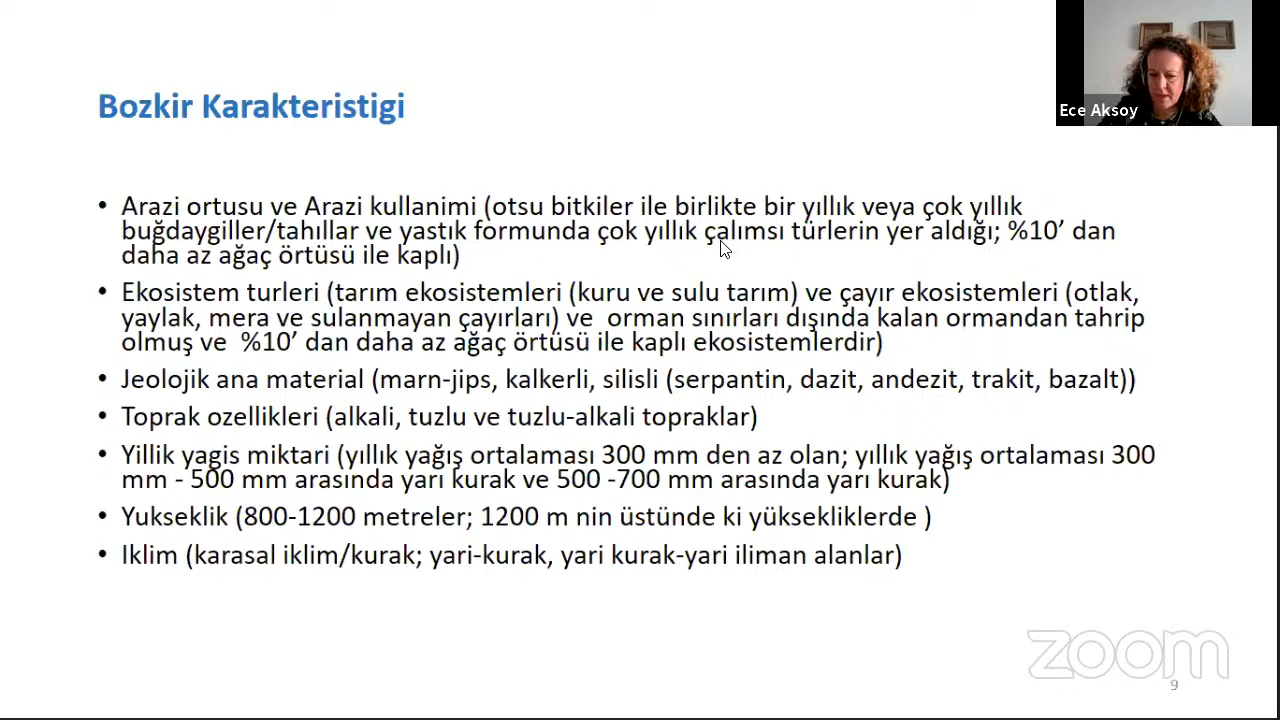 Ece Aksoy
Bozkir Karakteristigi
• Arazi ortusu ve Arazi kullanimi (otsu bitkiler ile birlikte bir yıllık veya çok yıllık
buğdaygiller/tahıllar ve yastık formunda çok yıllık çalımsı türlerin yer aldığı; %10’ dan
daha az ağaç örtüsü ile kaplı)
• Ekosistem turleri (tarım ekosistemleri (kuru ve sulu tarım) ve çayır ekosistemleri (otlak,
yaylak, mera ve sulanmayan çayırları) ve orman sınırları dışında kalan ormandan tahrip
olmuş ve %10’ dan daha az ağaç örtüsü ile kaplı ekosistemlerdir)
• Jeolojik ana material (marn-jips, kalkerli, silisli (serpantin, dazit, andezit, trakit, bazalt))
• Toprak ozellikleri (alkali, tuzlu ve tuzlu-alkali topraklar)
• Yillik yagis miktari (yıllık yağış ortalaması 300 mm den az olan; yıllık yağış ortalaması 300
mm - 500 mm arasında yarı kurak ve 500 -700 mm arasında yarı kurak)
• Yukseklik (800-1200 metreler; 1200 m nin üstünde ki yüksekliklerde )
• Iklim (karasal iklim/kurak; yari-kurak, yari kurak-yari iliman alanlar)
zoom
9